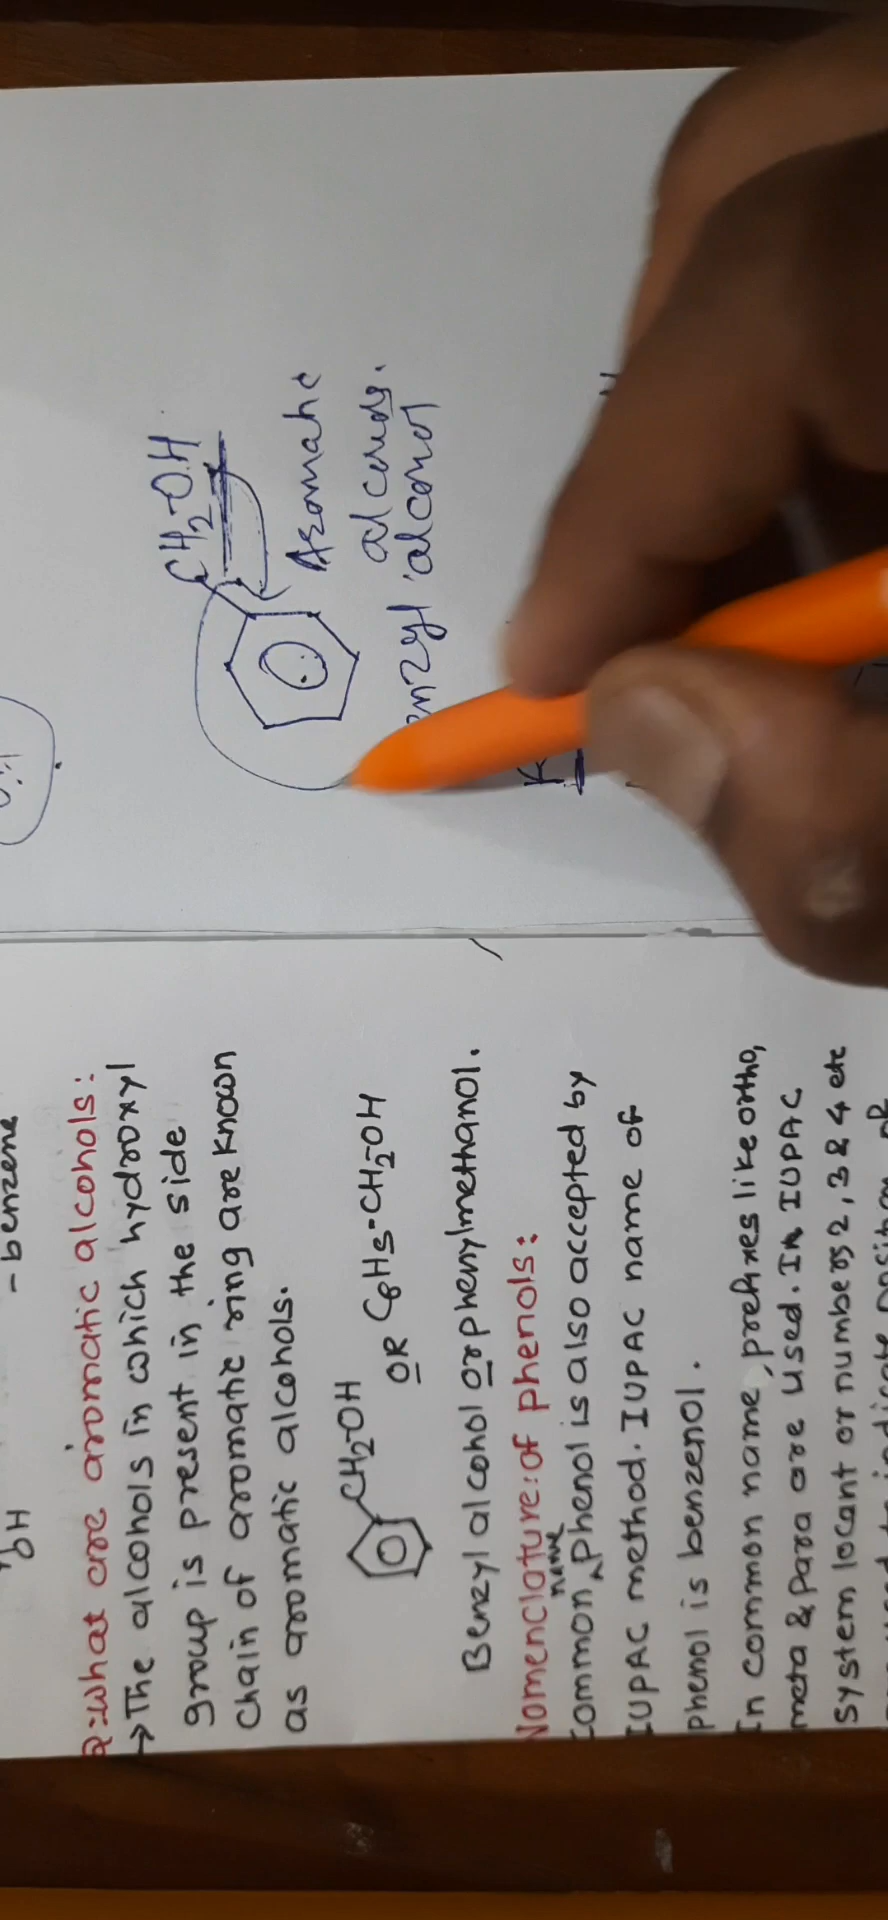 -benzene
OH
Q:what are aromatic alcohols:
→The alcohols in which hydroxyl
group is present in the side
chain of aromatic ring are known
as aromatic alcohols.
CH₂-OH
OR C₆H₅-CH₂-OH
Benzyl alcohol or phenylmethanol.
Nomenclature: of phenols:
name
Common phenol is also accepted by
IUPAC method. IUPAC name of
phenol is benzenol.
In common name, prefixes like ortho,
meta & para are used. In IUPAC
system locant or numbers 2, 3 & 4 etc
CH₂-OH
Aromatic
alcohols.
alcohol